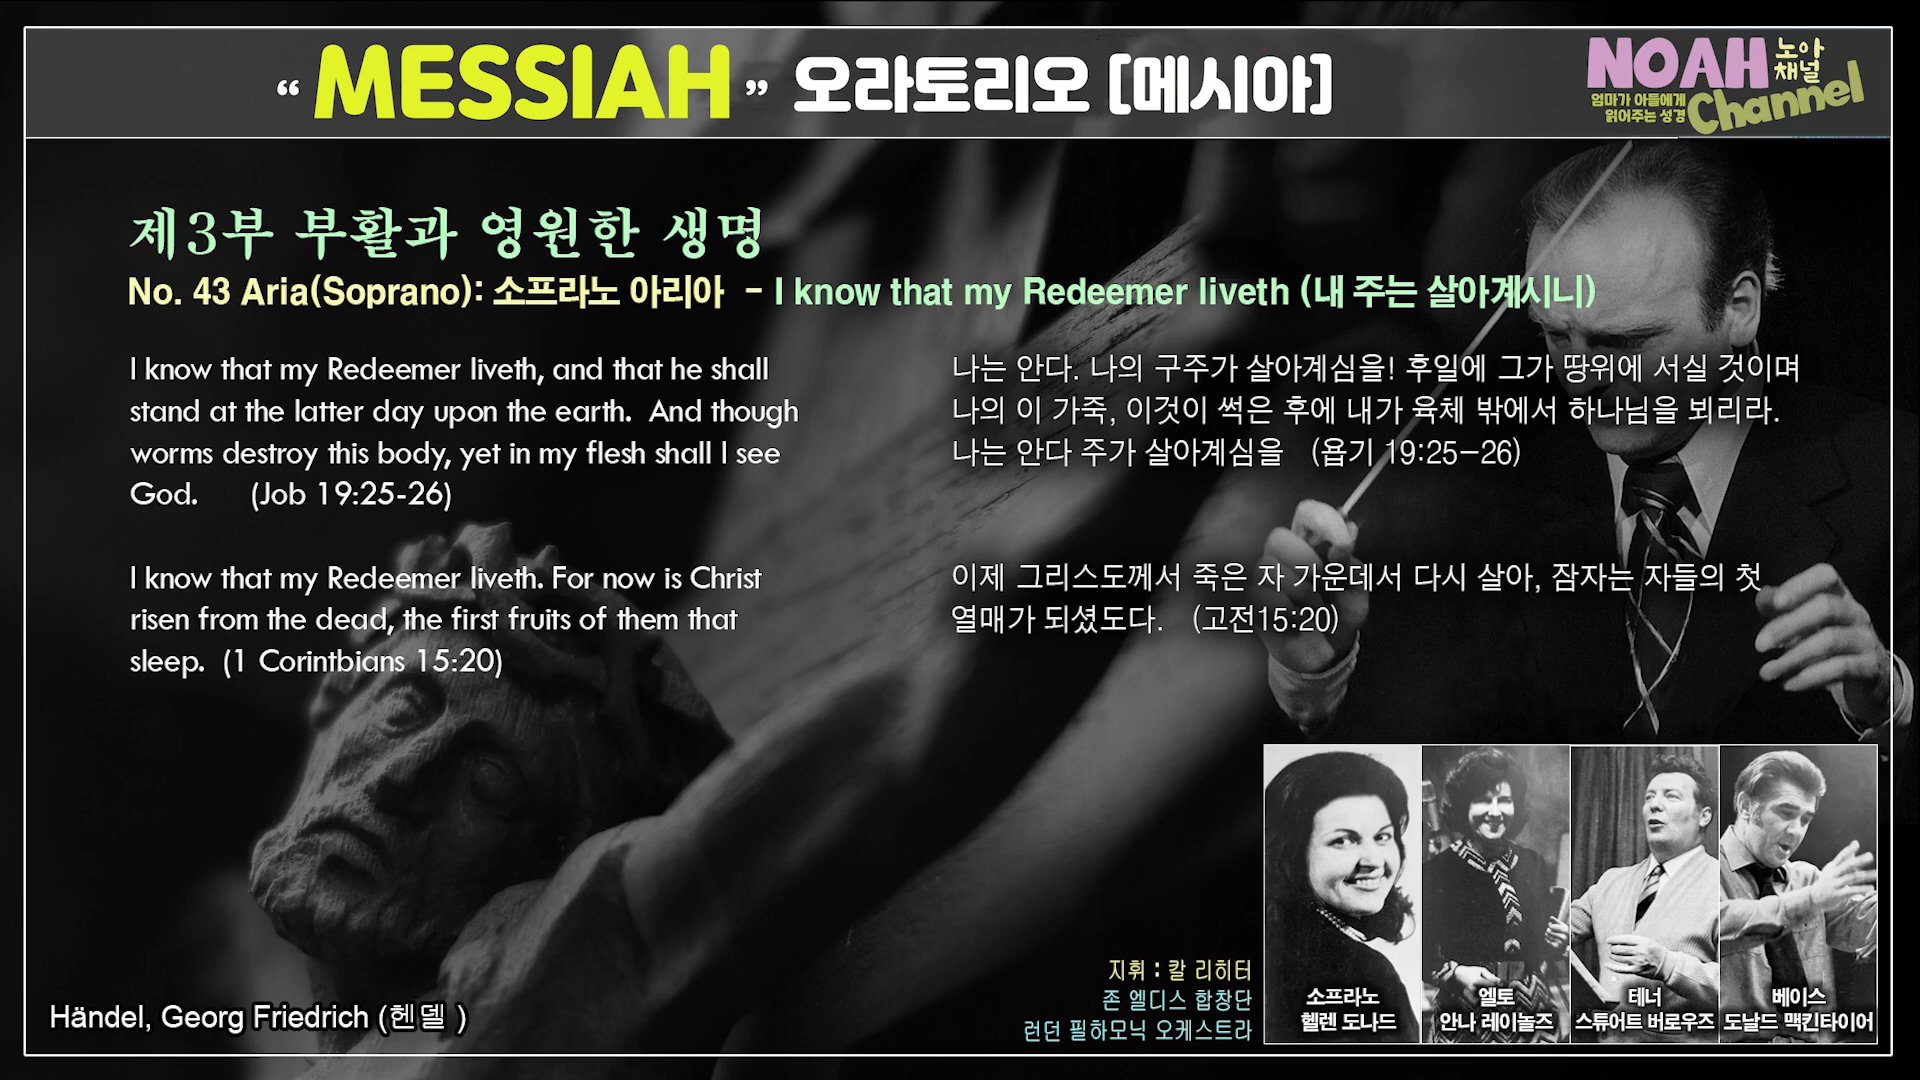 “ MESSIAH ” 오라토리오 [메시아]
NOAH 노아
채널
엄마가 아들에게
읽어주는 성경
Channel
제3부 부활과 영원한 생명
No. 43 Aria(Soprano): 소프라노 아리아 - I know that my Redeemer liveth (내 주는 살아계시니)
I know that my Redeemer liveth, and that he shall
stand at the latter day upon the earth. And though
worms destroy this body, yet in my flesh shall I see
God. (Job 19:25-26)
I know that my Redeemer liveth. For now is Christ
risen from the dead, the first fruits of them that
sleep. (1 Corintbians 15:20)
나는 안다. 나의 구주가 살아계심을! 후일에 그가 땅위에 서실 것이며
나의 이 가죽, 이것이 썩은 후에 내가 육체 밖에서 하나님을 뵈리라.
나는 안다 주가 살아계심을 (욥기 19:25-26)
이제 그리스도께서 죽은 자 가운데서 다시 살아, 잠자는 자들의 첫
열매가 되셨도다. (고전15:20)
지휘 : 칼 리히터
존 엘디스 합창단
런던 필하모닉 오케스트라
소프라노
헬렌 도나드
엘토
안나 레이놀즈
테너
스튜어트 버로우즈
베이스
도날드 맥킨타이어
Händel, Georg Friedrich (헨델 )